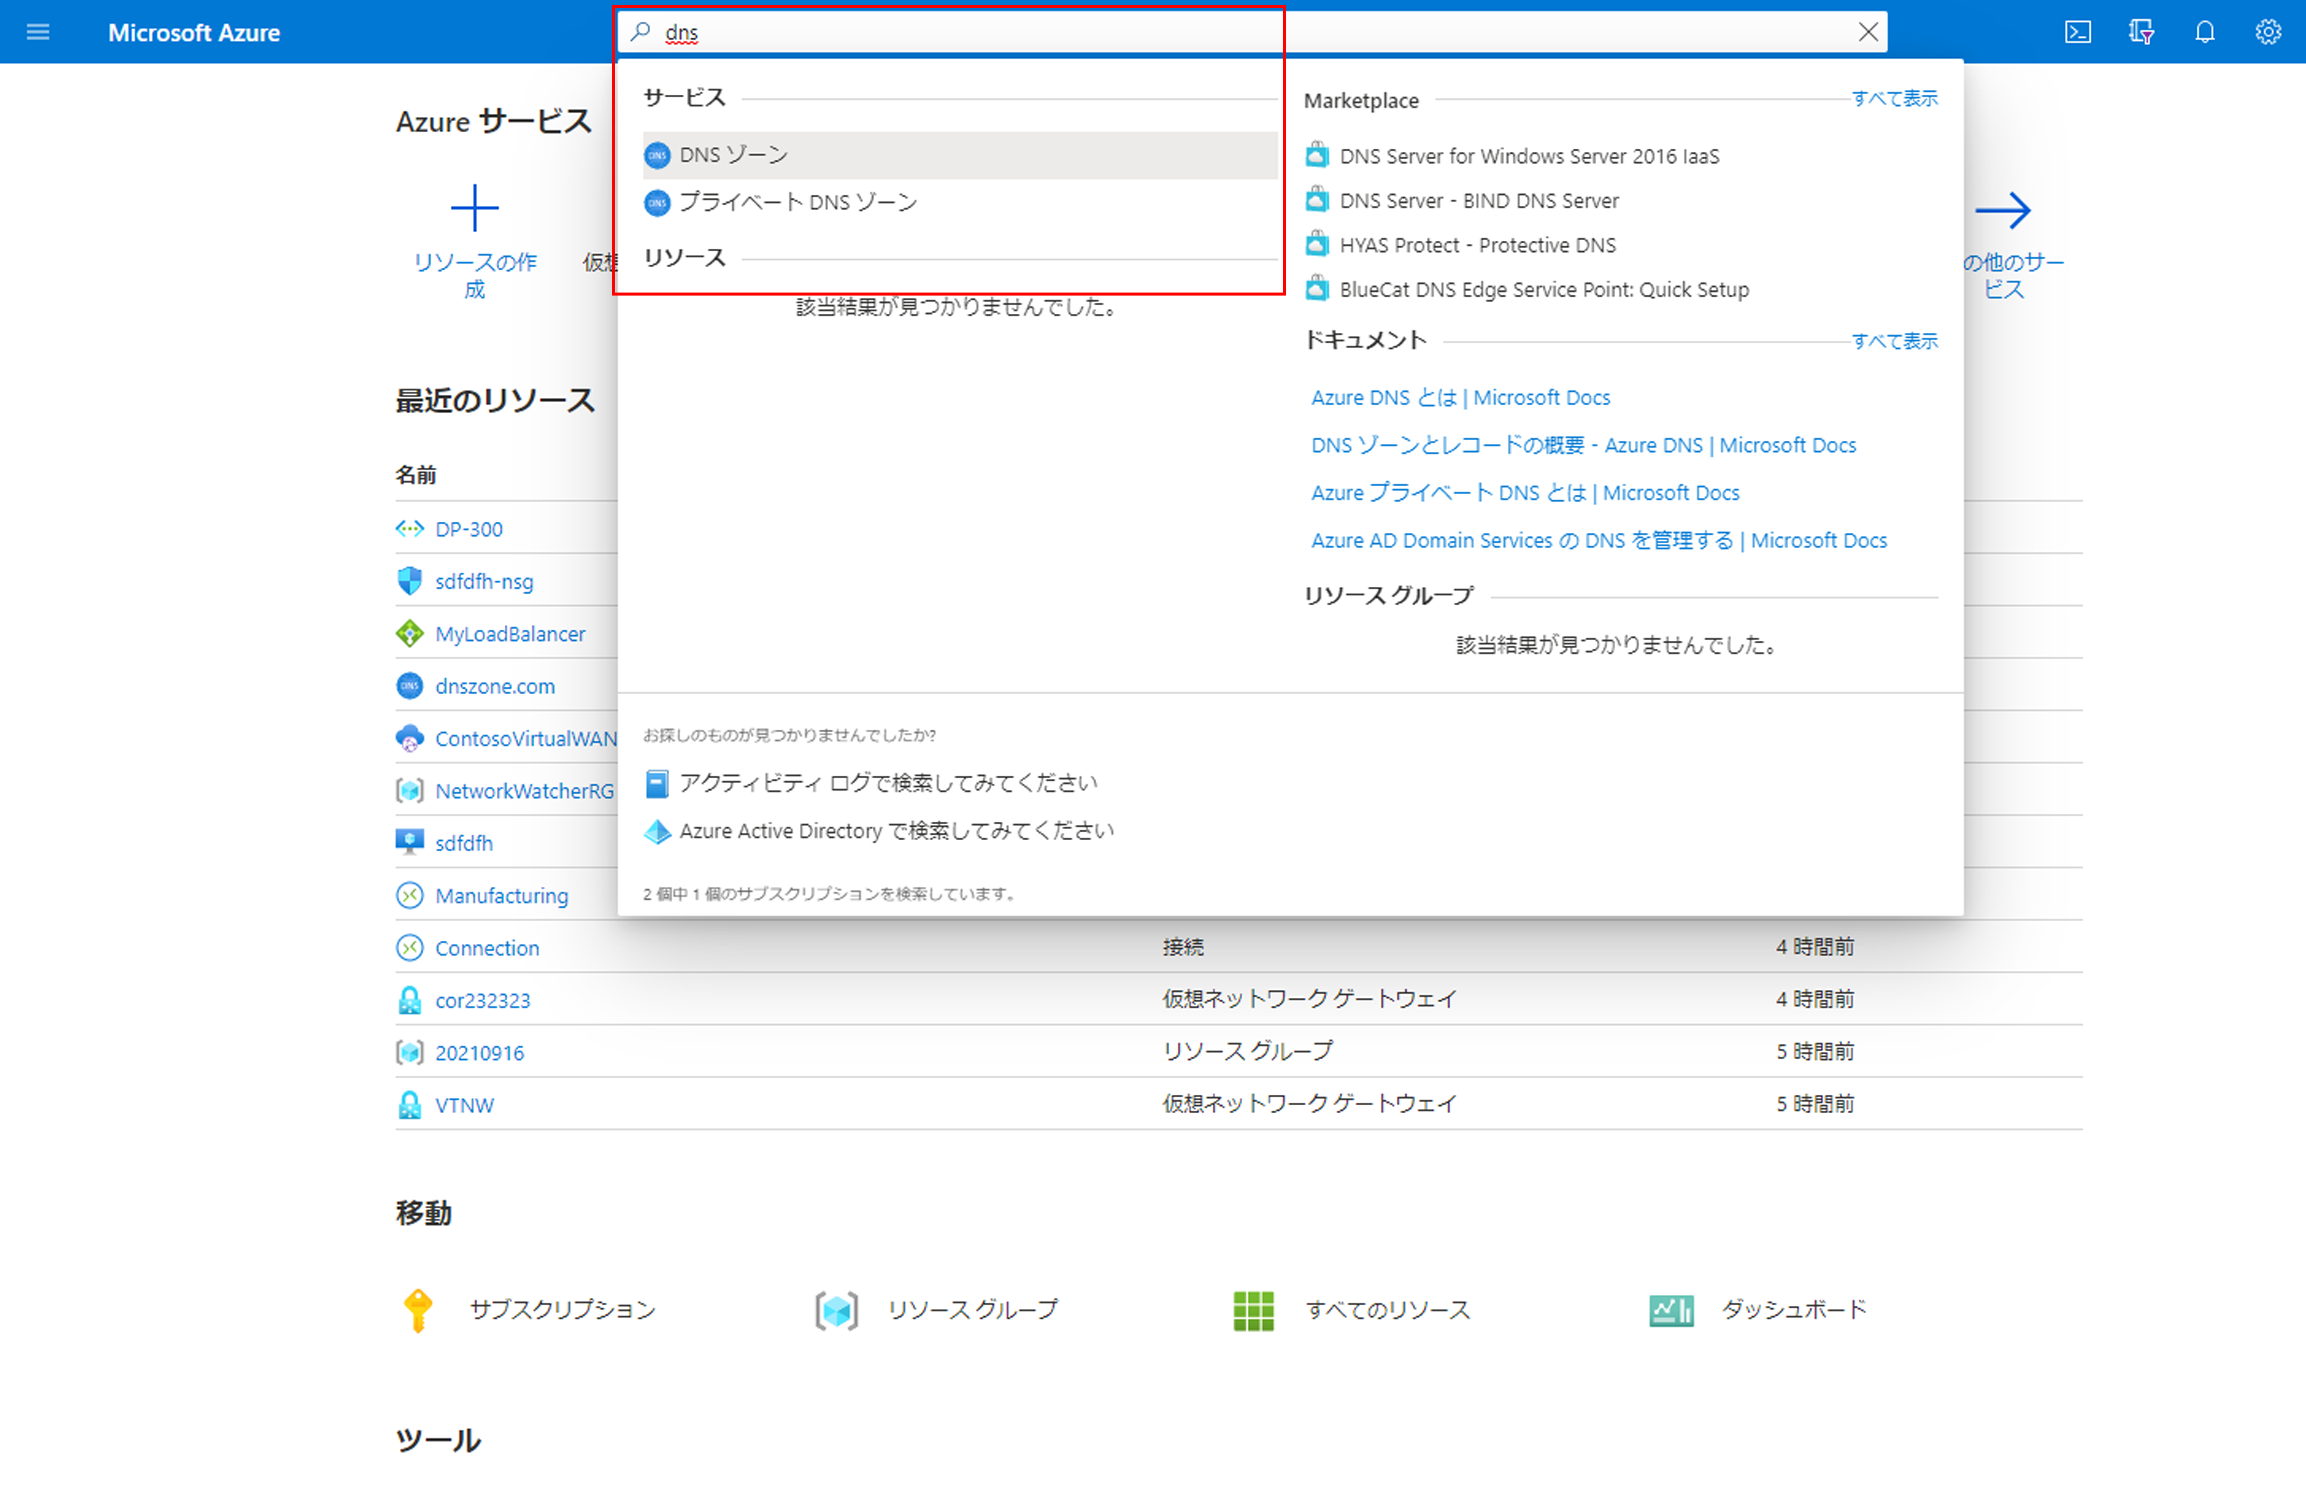 Microsoft Azure
dns
Azure サービス
リソースの作
成
仮想
の他のサー
ビス
サービス
DNS ゾーン
プライベート DNS ゾーン
リソース
該当結果が見つかりませんでした。
Marketplace
すべて表示
DNS Server for Windows Server 2016 IaaS
DNS Server - BIND DNS Server
HYAS Protect - Protective DNS
BlueCat DNS Edge Service Point: Quick Setup
ドキュメント
すべて表示
Azure DNS とは | Microsoft Docs
DNS ゾーンとレコードの概要 - Azure DNS | Microsoft Docs
Azure プライベート DNS とは | Microsoft Docs
Azure AD Domain Services の DNS を管理する | Microsoft Docs
リソース グループ
該当結果が見つかりませんでした。
お探しのものが見つかりませんでしたか?
アクティビティ ログで検索してみてください
Azure Active Directory で検索してみてください
2 個中 1 個のサブスクリプションを検索しています。
最近のリソース
名前
DP-300
sdfdfh-nsg
MyLoadBalancer
dnszone.com
ContosoVirtualWAN
NetworkWatcherRG
sdfdfh
Manufacturing
Connection 接続 4 時間前
cor232323 仮想ネットワーク ゲートウェイ 4 時間前
20210916 リソース グループ 5 時間前
VTNW 仮想ネットワーク ゲートウェイ 5 時間前
移動
サブスクリプション リソース グループ すべてのリソース ダッシュボード
ツール